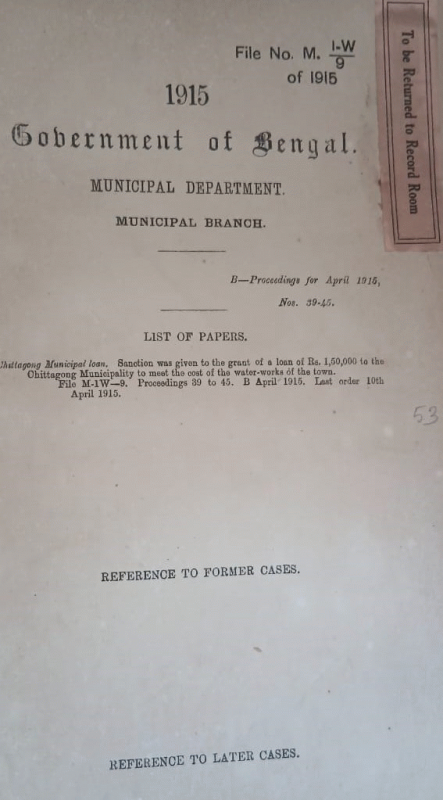 File No. M. I-W/9
of 1915
To be Returned to Record Room
1915
Government of Bengal.
MUNICIPAL DEPARTMENT.
MUNICIPAL BRANCH.
B—Proceedings for April 1915,
Nos. 39-45.
LIST OF PAPERS.
Chittagong Municipal loan. Sanction was given to the grant of a loan of Rs. 1,50,000 to the
Chittagong Municipality to meet the cost of the water-works of the town.
File M-1W—9. Proceedings 39 to 45. B April 1915. Last order 10th
April 1915.
53
REFERENCE TO FORMER CASES.
REFERENCE TO LATER CASES.